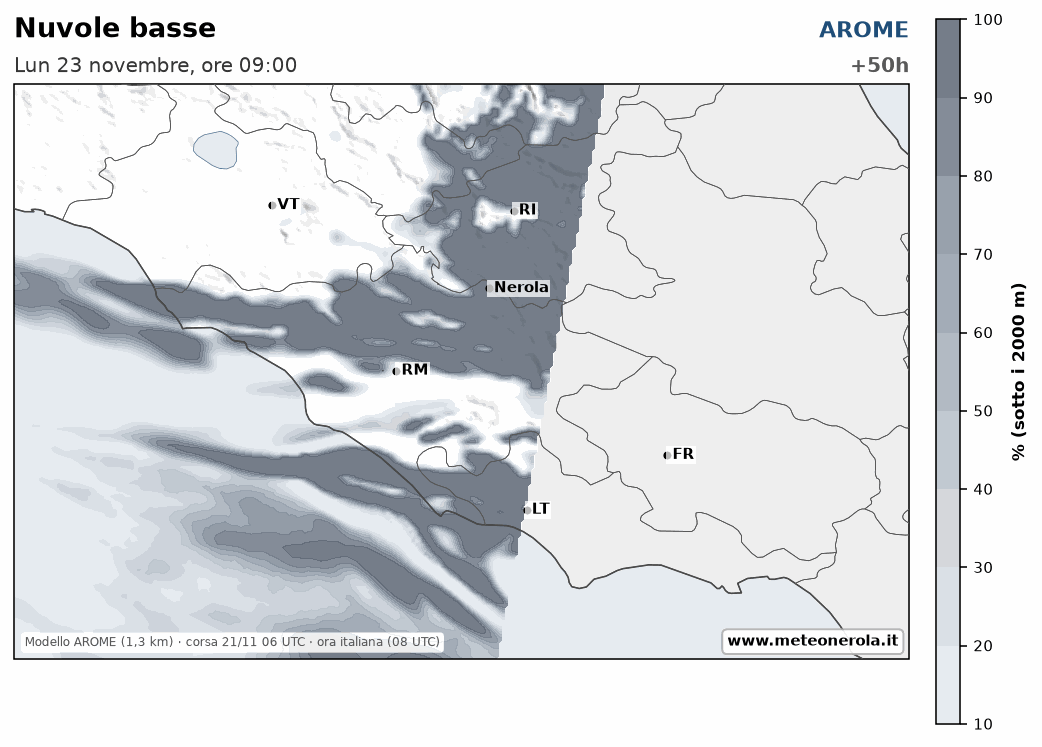 Nuvole basse
AROME
Lun 23 novembre, ore 09:00
+50h
VT
RI
Nerola
RM
FR
LT
Modello AROME (1,3 km) · corsa 21/11 06 UTC · ora italiana (08 UTC)
www.meteonerola.it
100
90
80
70
60
50
40
30
20
10
% (sotto i 2000 m)